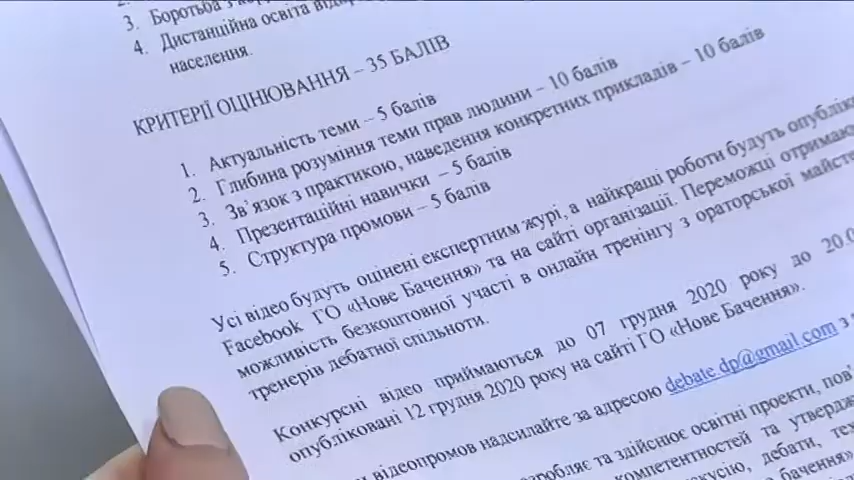 3. Боротьба з
4. Дистанційна освіта
населення.
КРИТЕРІЇ ОЦІНЮВАННЯ – 35 БАЛІВ
1. Актуальність теми – 5 балів
2. Глибина розуміння теми прав людини – 10 балів
3. Зв'язок з практикою, наведення конкретних прикладів – 10 балів
4. Презентаційні навички – 5 балів
5. Структура промови – 5 балів
Усі відео будуть оцінені експертним журі, а найкращі роботи будуть
Facebook ГО «Нове Бачення» та на сайті організації. Переможці
можливість безкоштовної участі в онлайн тренінгу з ораторської
тренерів дебатної спільноти.
Конкурсні відео приймаються до 07 грудня 2020 року до 20.0
опубліковані 12 грудня 2020 року на сайті ГО «Нове Бачення».
відеопромов надсилайте за адресою debate.dp@gmail.com з
та здійснює освітні проекти,
компетентностей та
дебати,
бачення»